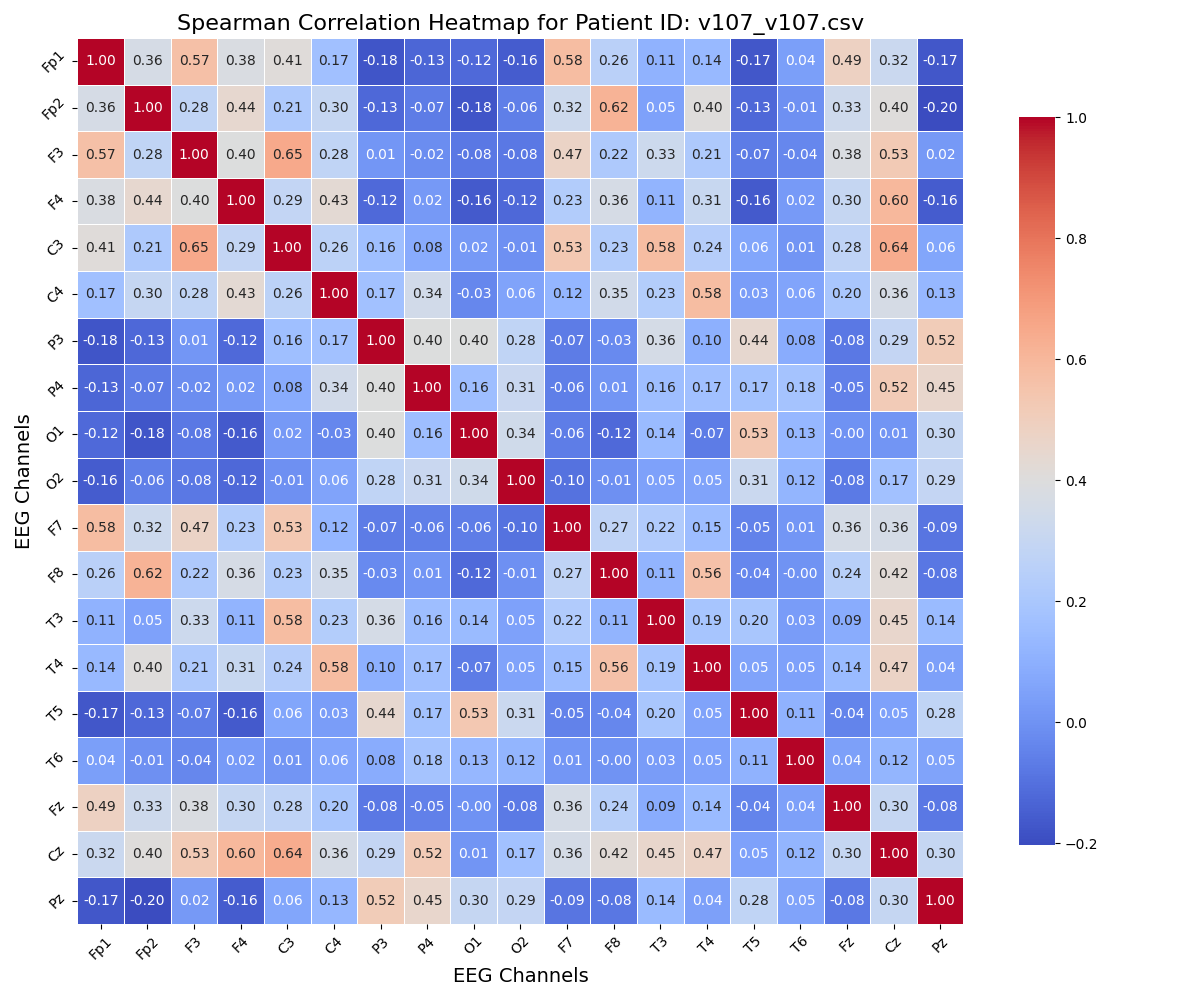 Spearman Correlation Heatmap for Patient ID: v107_v107.csv
Fp1 1.00 0.36 0.57 0.38 0.41 0.17 -0.18 -0.13 -0.12 -0.16 0.58 0.26 0.11 0.14 -0.17 0.04 0.49 0.32 -0.17
Fp2 0.36 1.00 0.28 0.44 0.21 0.30 -0.13 -0.07 -0.18 -0.06 0.32 0.62 0.05 0.40 -0.13 -0.01 0.33 0.40 -0.20
F3 0.57 0.28 1.00 0.40 0.65 0.28 0.01 -0.02 -0.08 -0.08 0.47 0.22 0.33 0.21 -0.07 -0.04 0.38 0.53 0.02
F4 0.38 0.44 0.40 1.00 0.29 0.43 -0.12 0.02 -0.16 -0.12 0.23 0.36 0.11 0.31 -0.16 0.02 0.30 0.60 -0.16
C3 0.41 0.21 0.65 0.29 1.00 0.26 0.16 0.08 0.02 -0.01 0.53 0.23 0.58 0.24 0.06 0.01 0.28 0.64 0.06
C4 0.17 0.30 0.28 0.43 0.26 1.00 0.17 0.34 -0.03 0.06 0.12 0.35 0.23 0.58 0.03 0.06 0.20 0.36 0.13
P3 -0.18 -0.13 0.01 -0.12 0.16 0.17 1.00 0.40 0.40 0.28 -0.07 -0.03 0.36 0.10 0.44 0.08 -0.08 0.29 0.52
P4 -0.13 -0.07 -0.02 0.02 0.08 0.34 0.40 1.00 0.16 0.31 -0.06 0.01 0.16 0.17 0.17 0.18 -0.05 0.52 0.45
O1 -0.12 -0.18 -0.08 -0.16 0.02 -0.03 0.40 0.16 1.00 0.34 -0.06 -0.12 0.14 -0.07 0.53 0.13 -0.00 0.01 0.30
O2 -0.16 -0.06 -0.08 -0.12 -0.01 0.06 0.28 0.31 0.34 1.00 -0.10 -0.01 0.05 0.05 0.31 0.12 -0.08 0.17 0.29
F7 0.58 0.32 0.47 0.23 0.53 0.12 -0.07 -0.06 -0.06 -0.10 1.00 0.27 0.22 0.15 -0.05 0.01 0.36 0.36 -0.09
F8 0.26 0.62 0.22 0.36 0.23 0.35 -0.03 0.01 -0.12 -0.01 0.27 1.00 0.11 0.56 -0.04 -0.00 0.24 0.42 -0.08
T3 0.11 0.05 0.33 0.11 0.58 0.23 0.36 0.16 0.14 0.05 0.22 0.11 1.00 0.19 0.20 0.03 0.09 0.45 0.14
T4 0.14 0.40 0.21 0.31 0.24 0.58 0.10 0.17 -0.07 0.05 0.15 0.56 0.19 1.00 0.05 0.05 0.14 0.47 0.04
T5 -0.17 -0.13 -0.07 -0.16 0.06 0.03 0.44 0.17 0.53 0.31 -0.05 -0.04 0.20 0.05 1.00 0.11 -0.04 0.05 0.28
T6 0.04 -0.01 -0.04 0.02 0.01 0.06 0.08 0.18 0.13 0.12 0.01 -0.00 0.03 0.05 0.11 1.00 0.04 0.12 0.05
Fz 0.49 0.33 0.38 0.30 0.28 0.20 -0.08 -0.05 -0.00 -0.08 0.36 0.24 0.09 0.14 -0.04 0.04 1.00 0.30 -0.08
Cz 0.32 0.40 0.53 0.60 0.64 0.36 0.29 0.52 0.01 0.17 0.36 0.42 0.45 0.47 0.05 0.12 0.30 1.00 0.30
Pz -0.17 -0.20 0.02 -0.16 0.06 0.13 0.52 0.45 0.30 0.29 -0.09 -0.08 0.14 0.04 0.28 0.05 -0.08 0.30 1.00
Fp1 Fp2 F3 F4 C3 C4 P3 P4 O1 O2 F7 F8 T3 T4 T5 T6 Fz Cz Pz
EEG Channels
EEG Channels
1.0
0.8
0.6
0.4
0.2
0.0
−0.2